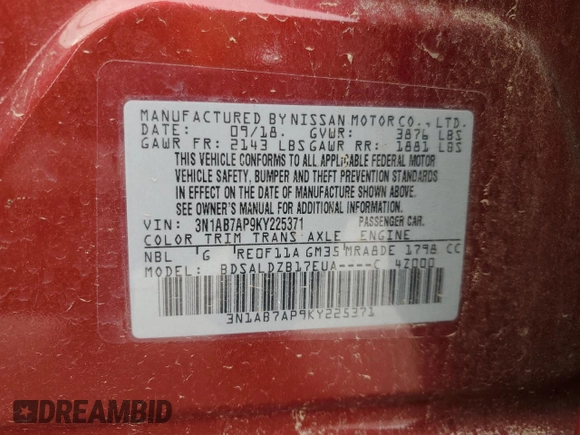 MANUFACTURED BY NISSAN MOTOR CO., LTD.
DATE: 09/18. GVWR: 3876 LBS
GAWR FR: 2143 LBS GAWR RR: 1881 LBS
THIS VEHICLE CONFORMS TO ALL APPLICABLE FEDERAL MOTOR
VEHICLE SAFETY, BUMPER AND THEFT PREVENTION STANDARDS
IN EFFECT ON THE DATE OF MANUFACTURE SHOWN ABOVE.
SEE OWNER'S MANUAL FOR ADDITIONAL INFORMATION.
VIN: 3N1AB7AP9KY225371 PASSENGER CAR.
COLOR TRIM TRANS AXLE ENGINE
NBL G RE0F11A GM35 MRA8DE 1798 CC
MODEL: BDSALDZB17EUA----C 4Z000
3N1AB7AP9KY225371
DREAMBID